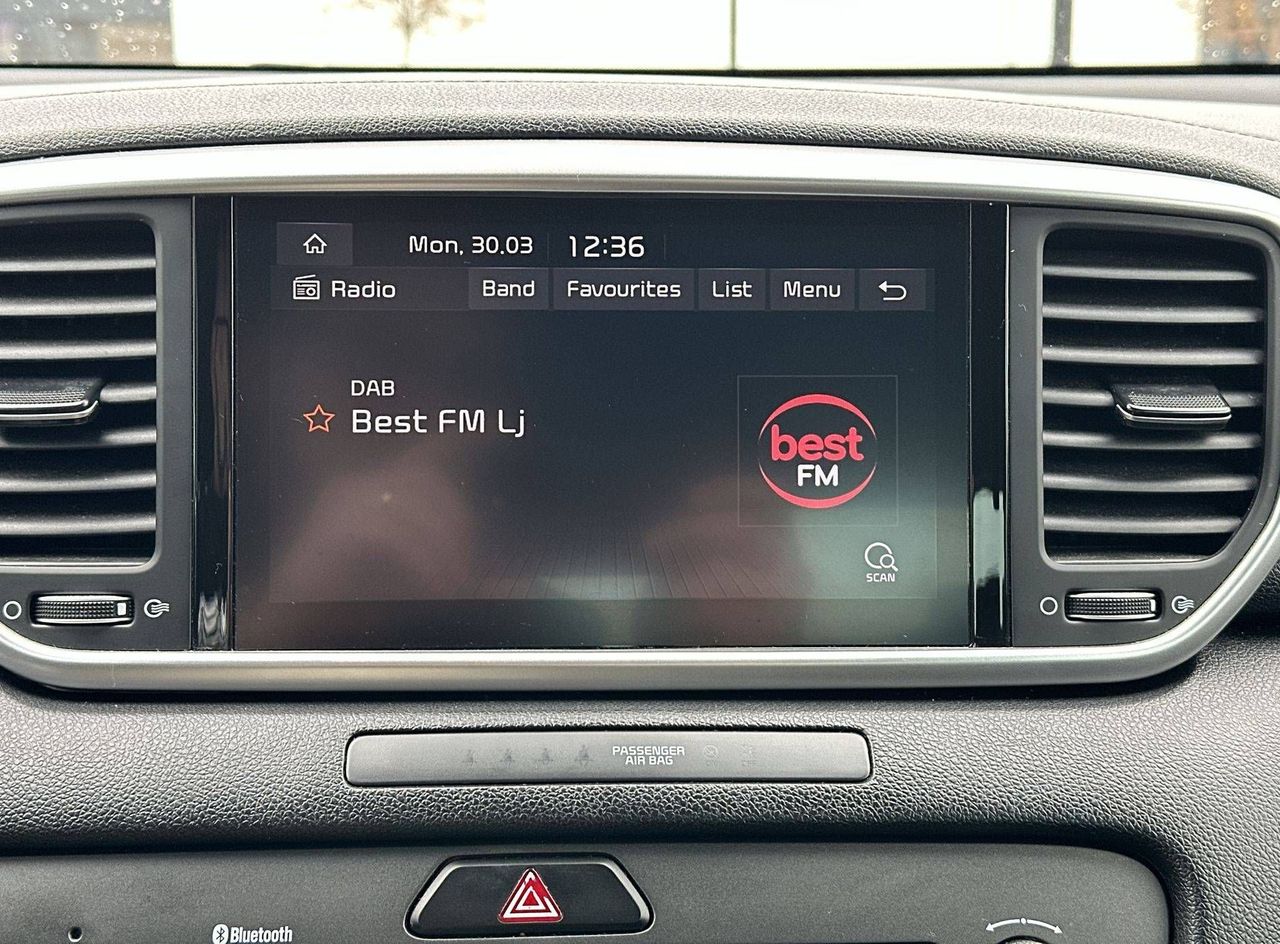 Mon, 30.03 12:36
Radio Band Favourites List Menu
DAB
Best FM Lj
best
FM
SCAN
PASSENGER
AIR BAG
Bluetooth